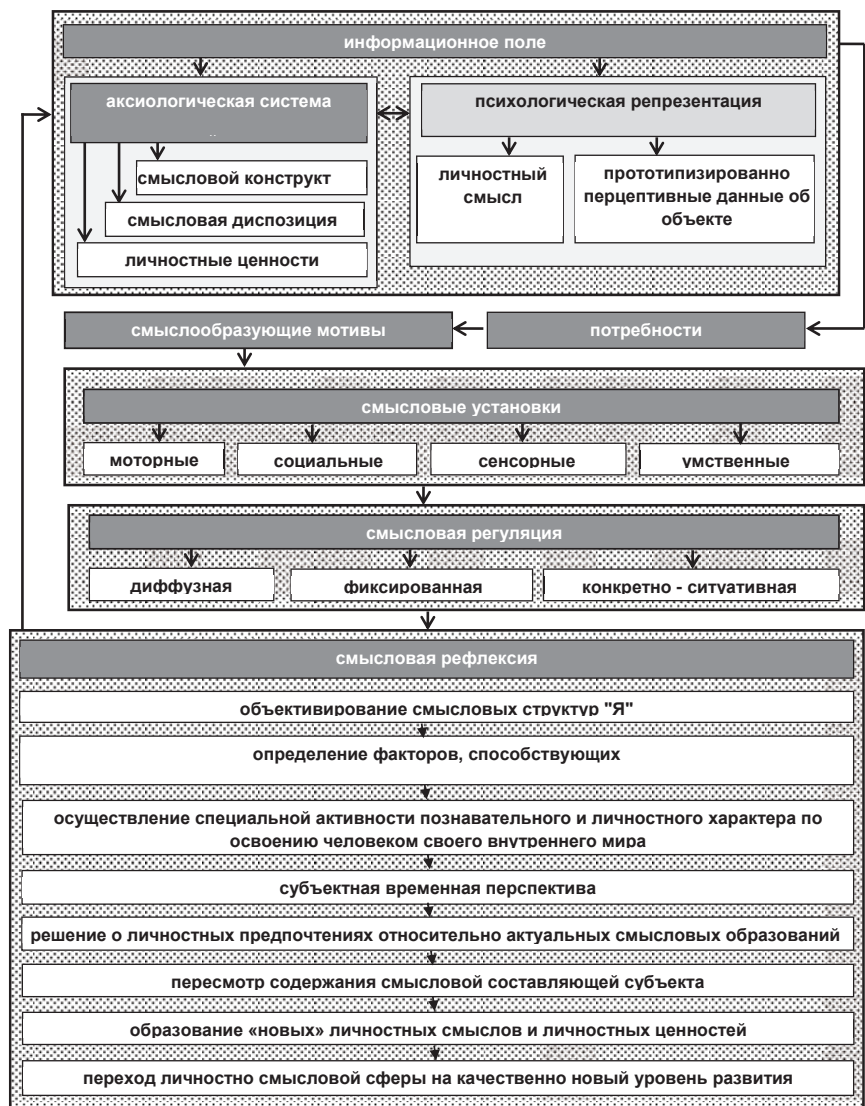 информационное поле
аксиологическая система
психологическая репрезентация
смысловой конструкт
смысловая диспозиция
личностные ценности
личностный
смысл
прототипизированно
перцептивные данные об
объекте
смыслообразующие мотивы
потребности
смысловые установки
моторные
социальные
сенсорные
умственные
смысловая регуляция
диффузная
фиксированная
конкретно - ситуативная
смысловая рефлексия
объективирование смысловых структур "Я"
определение факторов, способствующих
осуществление специальной активности познавательного и личностного характера по
освоению человеком своего внутреннего мира
субъектная временная перспектива
решение о личностных предпочтениях относительно актуальных смысловых образований
пересмотр содержания смысловой составляющей субъекта
образование «новых» личностных смыслов и личностных ценностей
переход личностно смысловой сферы на качественно новый уровень развития